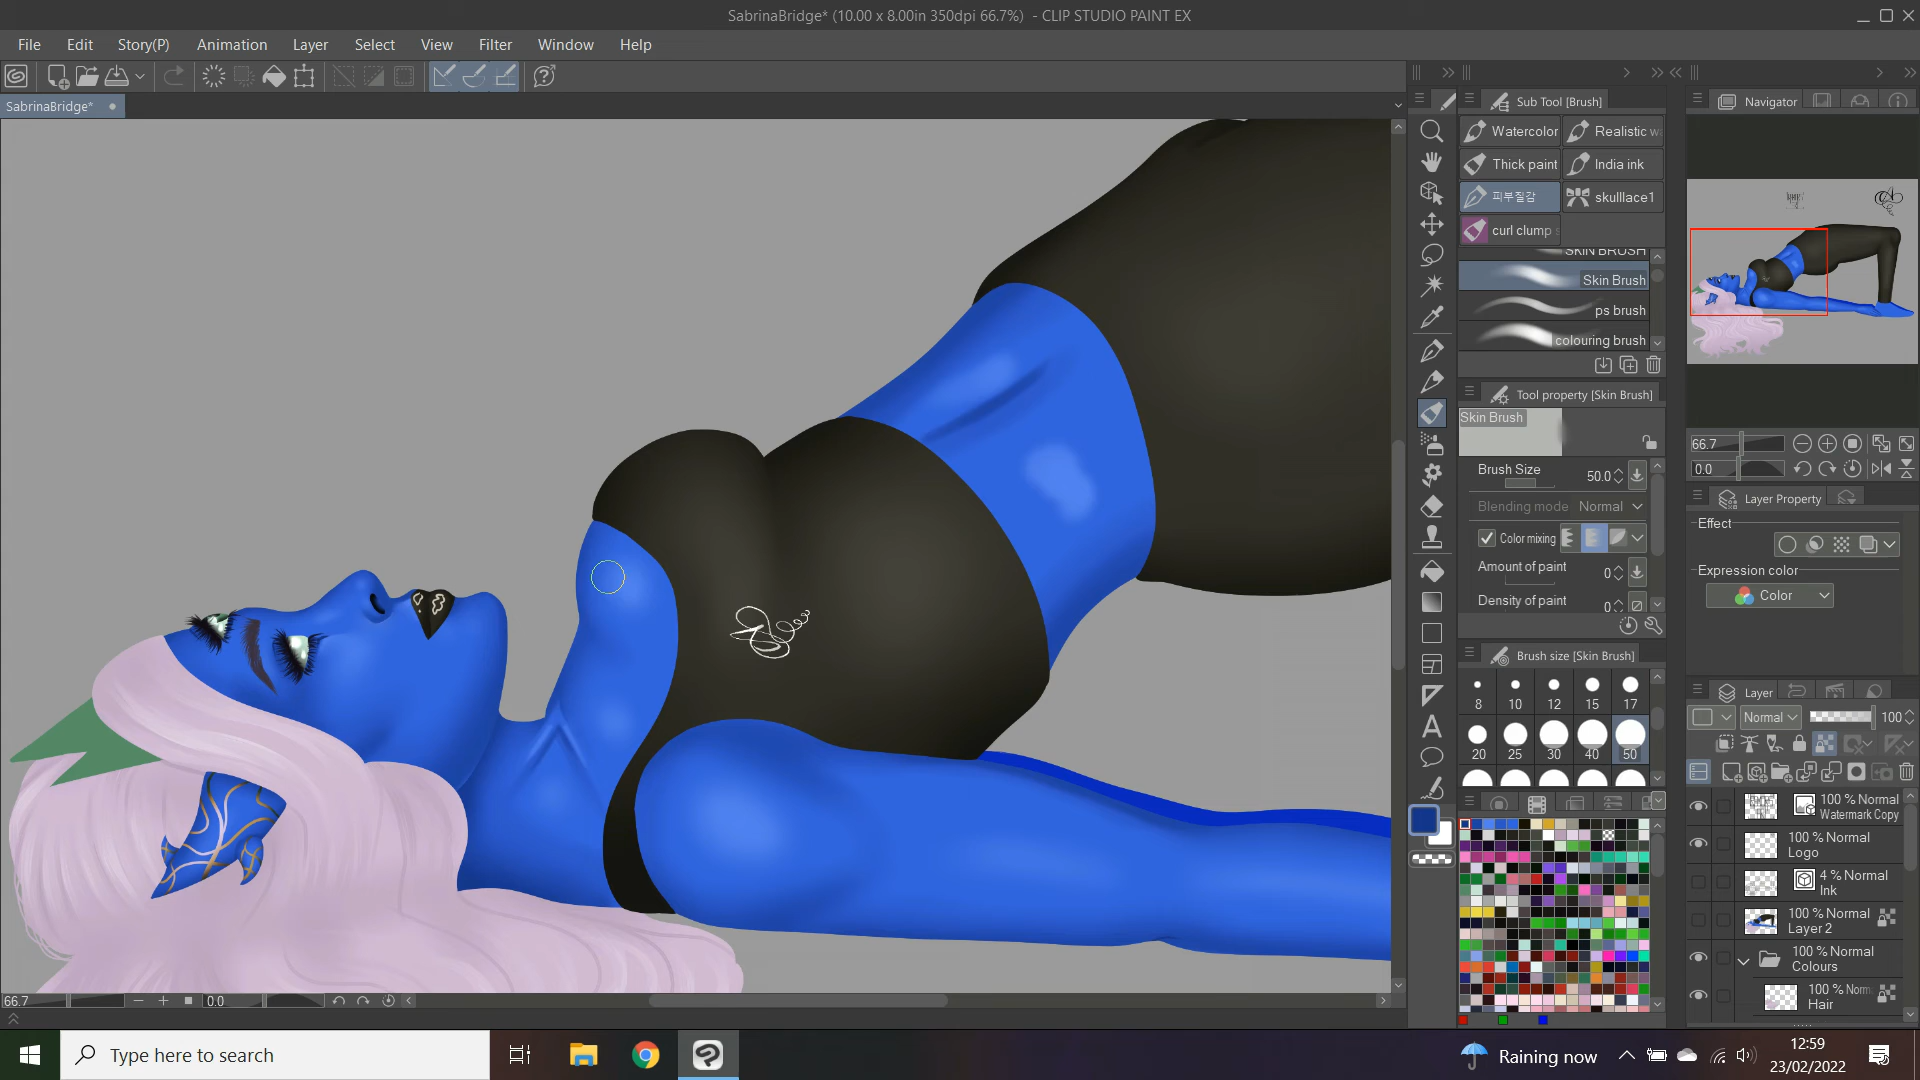 SabrinaBridge* (10.00 x 8.00in 350dpi 66.7%) - CLIP STUDIO PAINT EX
File Edit Story(P) Animation Layer Select View Filter Window Help
SabrinaBridge*
Sub Tool [Brush]
Watercolor Realistic w
Thick paint India ink
피부질감 skulllace1
curl clump s
SKIN BRUSH
Skin Brush
ps brush
colouring brush
Tool property [Skin Brush]
Skin Brush
Brush Size 50.0
Blending mode Normal
Color mixing
Amount of paint 0
Density of paint 0
Brush size [Skin Brush]
8 10 12 15 17
20 25 30 40 50
Navigator
66.7
0.0
Layer Property
Effect
Expression color
Color
Layer
Normal 100
100 % Normal
Watermark Copy
100 % Normal
Logo
4 % Normal
Ink
100 % Normal
Layer 2
100 % Normal
Colours
100 % Norm
Hair
66.7 0.0
Type here to search
Raining now
12:59
23/02/2022